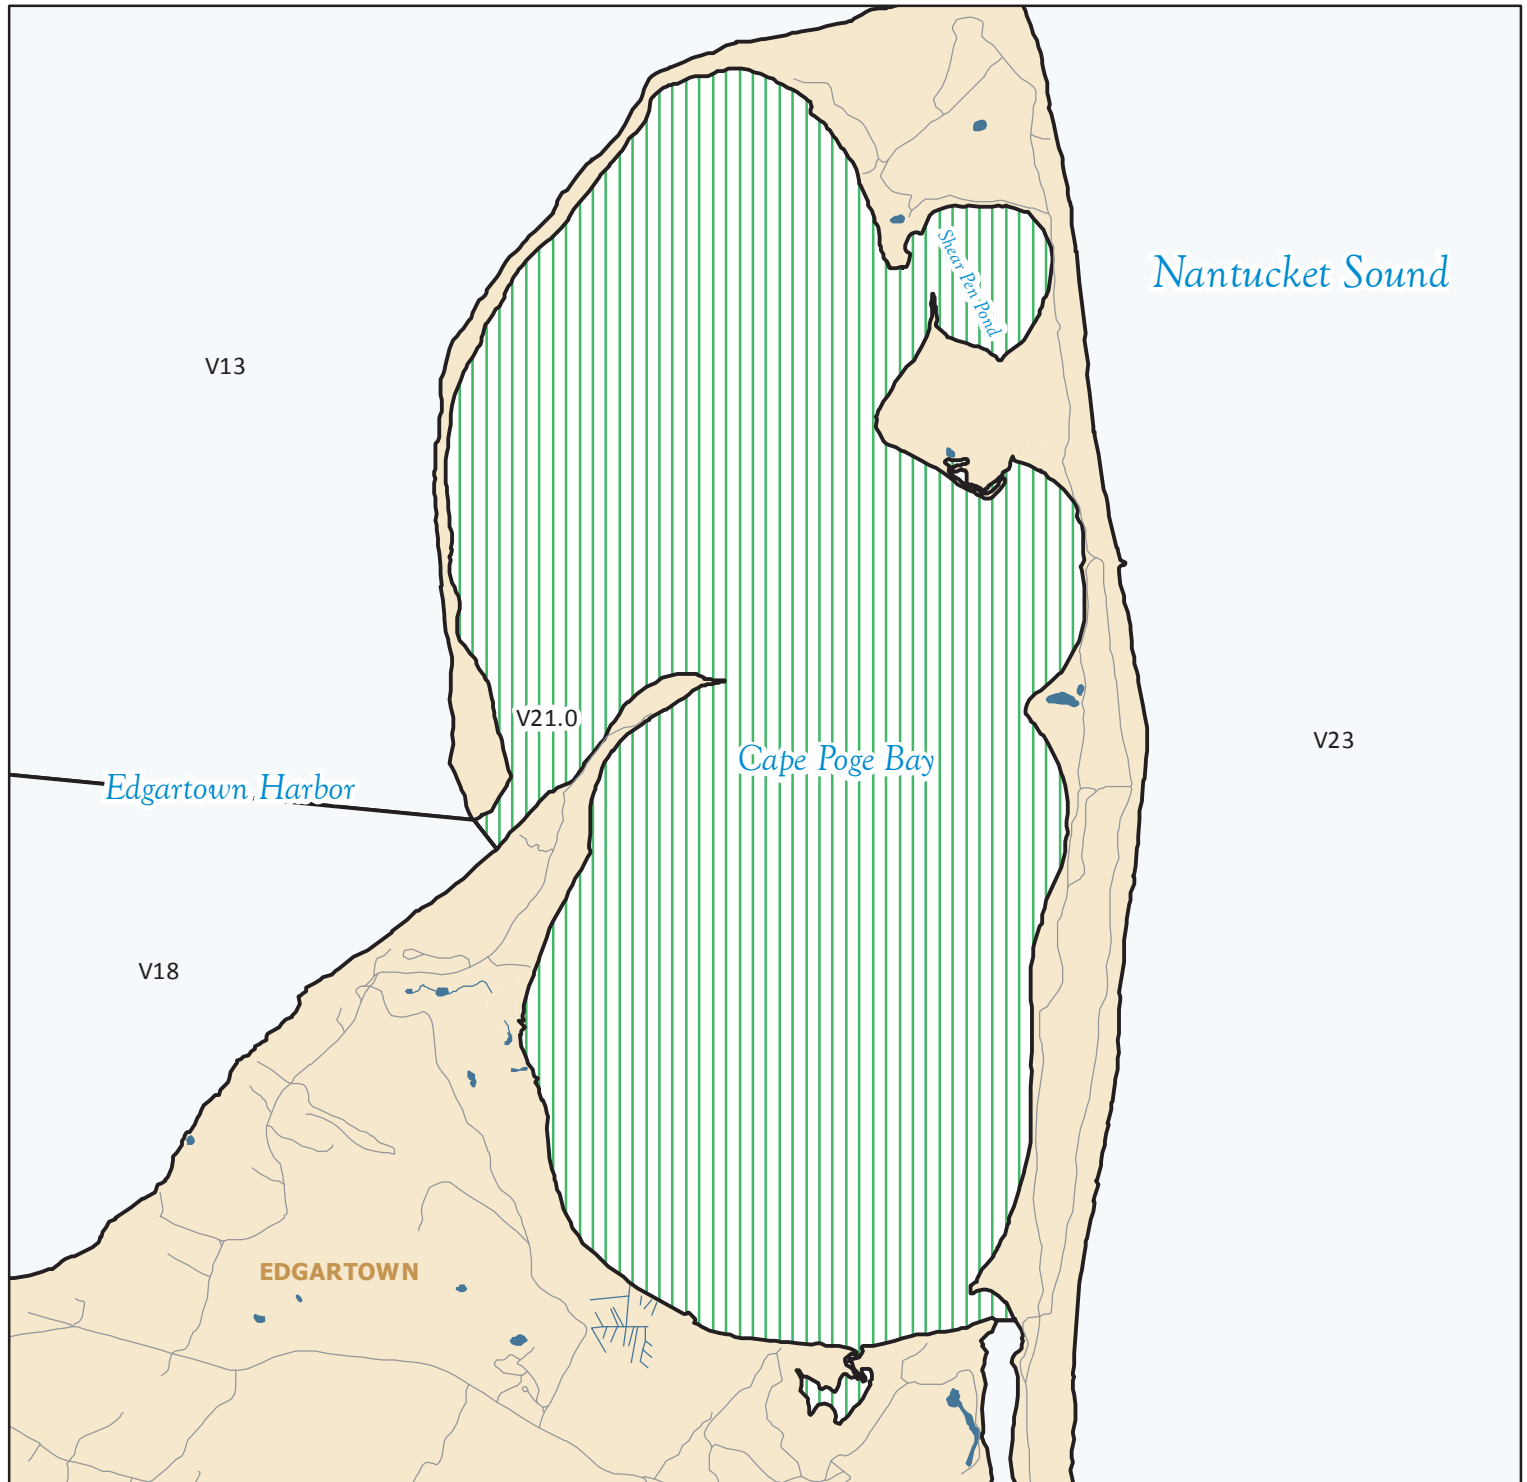 Shear Pen Pond
Nantucket Sound
V13
V21.0
Cape Poge Bay
V23
Edgartown Harbor
V18
EDGARTOWN